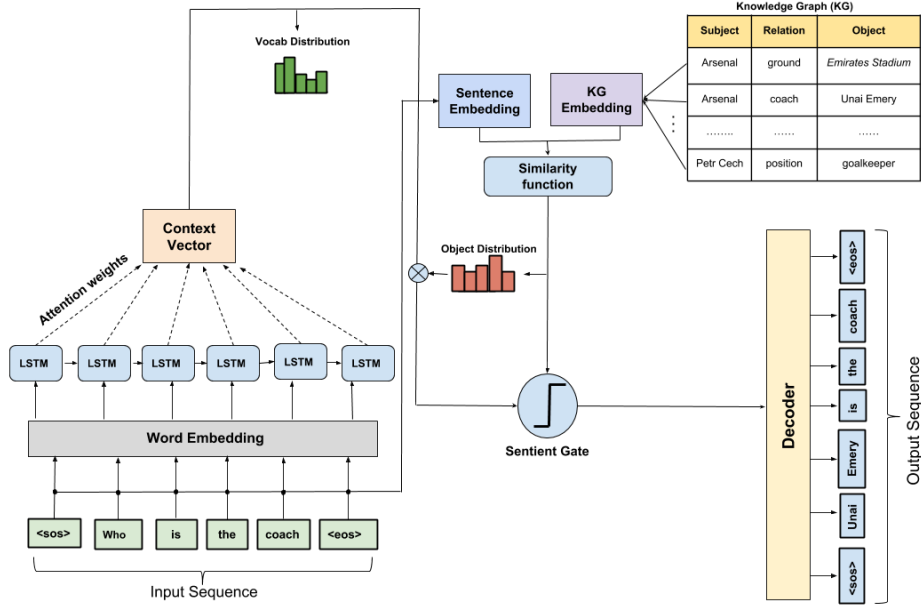 Knowledge Graph (KG)
Subject Relation Object
Arsenal ground Emirates Stadium
Arsenal coach Unai Emery
........ ...... ......
Petr Cech position goalkeeper
Vocab Distribution
Sentence
Embedding
KG
Embedding
Similarity
function
Context
Vector
Attention weights
Object Distribution
LSTM LSTM LSTM LSTM LSTM LSTM
Word Embedding
<sos> Who is the coach <eos>
Input Sequence
Sentient Gate
Decoder
<eos>
coach
the
is
Emery
Unai
<sos>
Output Sequence